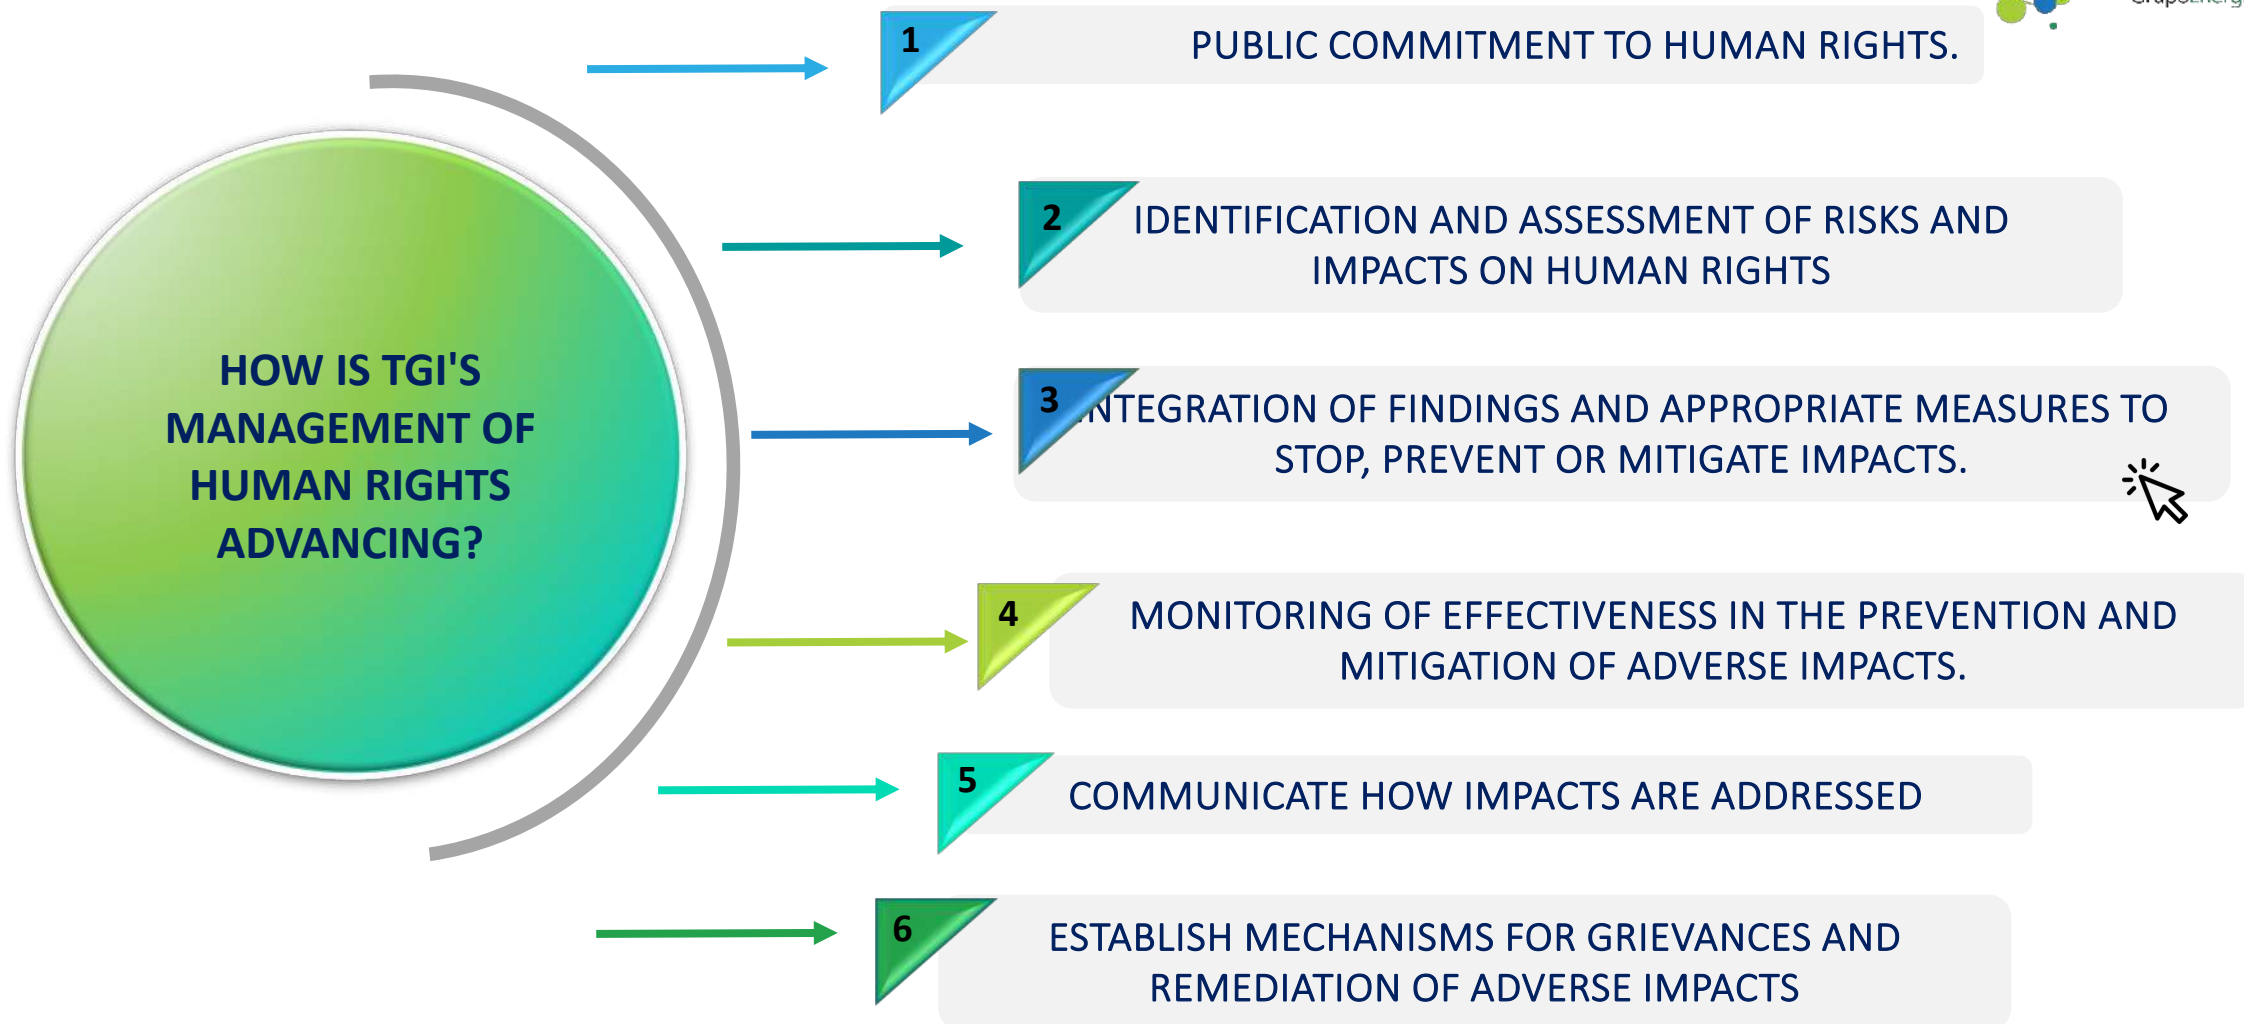 1
PUBLIC COMMITMENT TO HUMAN RIGHTS.
2
IDENTIFICATION AND ASSESSMENT OF RISKS AND
IMPACTS ON HUMAN RIGHTS
HOW IS TGI'S
MANAGEMENT OF
HUMAN RIGHTS
ADVANCING?
3
NTEGRATION OF FINDINGS AND APPROPRIATE MEASURES TO
STOP, PREVENT OR MITIGATE IMPACTS.
4
MONITORING OF EFFECTIVENESS IN THE PREVENTION AND
MITIGATION OF ADVERSE IMPACTS.
5
COMMUNICATE HOW IMPACTS ARE ADDRESSED
6
ESTABLISH MECHANISMS FOR GRIEVANCES AND
REMEDIATION OF ADVERSE IMPACTS